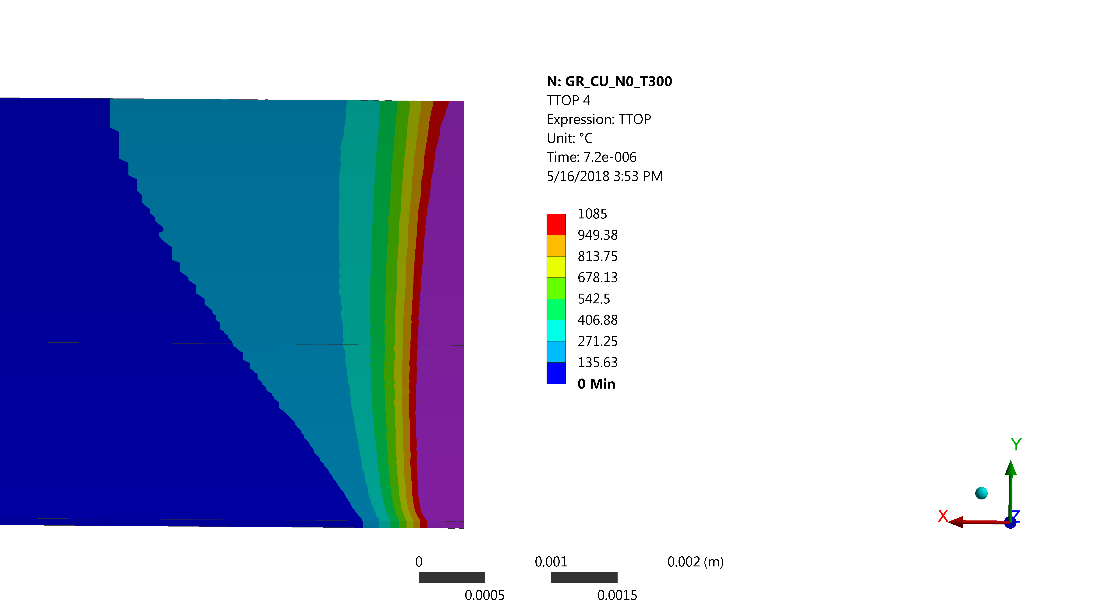 N: GR_CU_N0_T300
TTOP 4
Expression: TTOP
Unit: °C
Time: 7.2e-006
5/16/2018 3:53 PM
1085
949.38
813.75
678.13
542.5
406.88
271.25
135.63
0 Min
Y
X
Z
0 0.001 0.002 (m)
0.0005 0.0015